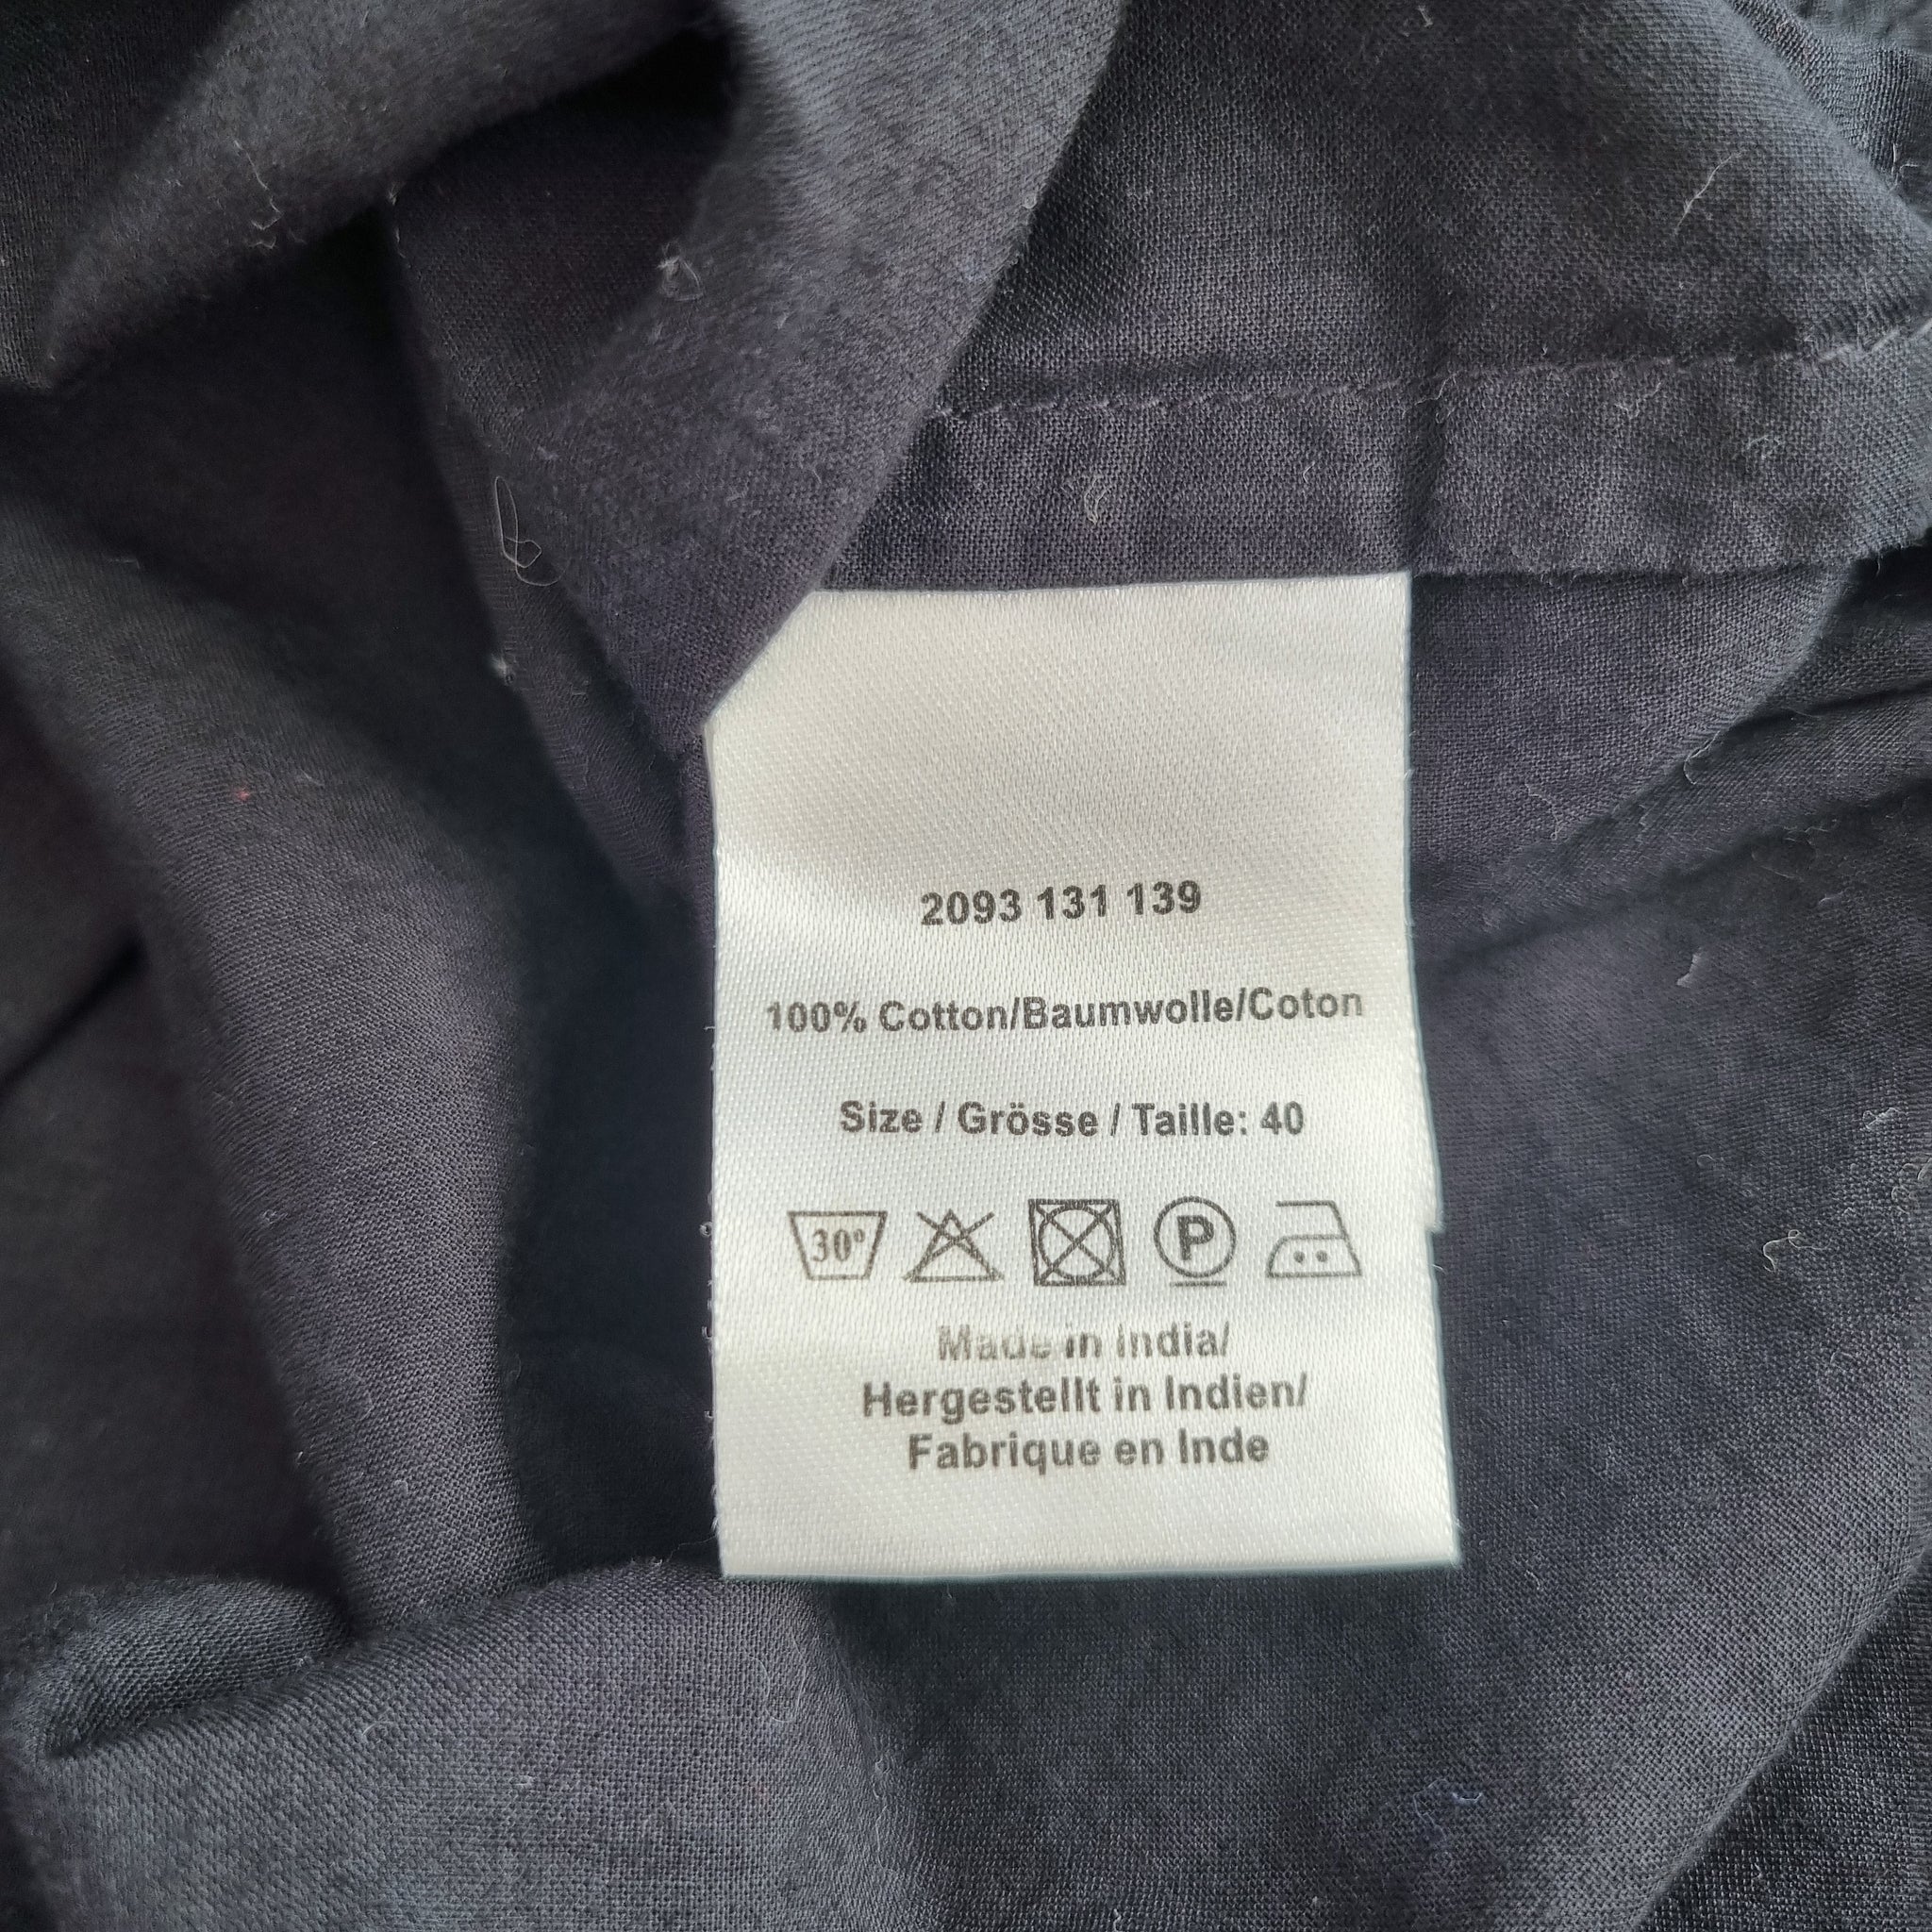 2093 131 139
100% Cotton/Baumwolle/Coton
Size / Grösse / Taille: 40
30° P
Made in India/
Hergestellt in Indien/
Fabrique en Inde